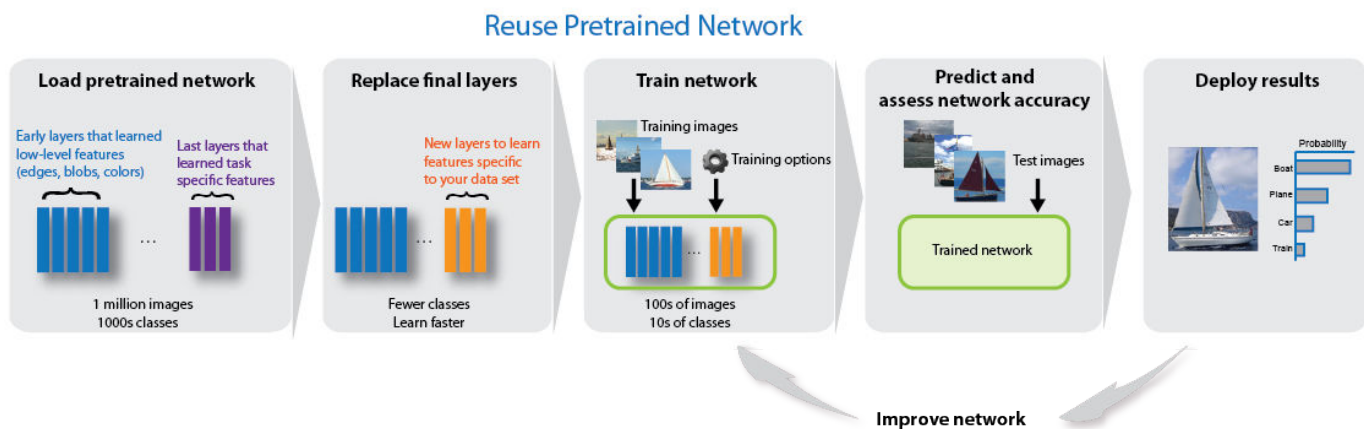 Reuse Pretrained Network
Load pretrained network
Early layers that learned
low-level features
(edges, blobs, colors)
Last layers that
learned task
specific features
...
1 million images
1000s classes
Replace final layers
New layers to learn
features specific
to your data set
...
Fewer classes
Learn faster
Train network
Training images
Training options
...
100s of images
10s of classes
Predict and
assess network accuracy
Test images
Trained network
Deploy results
Probability
Boat
Plane
Car
Train
Improve network